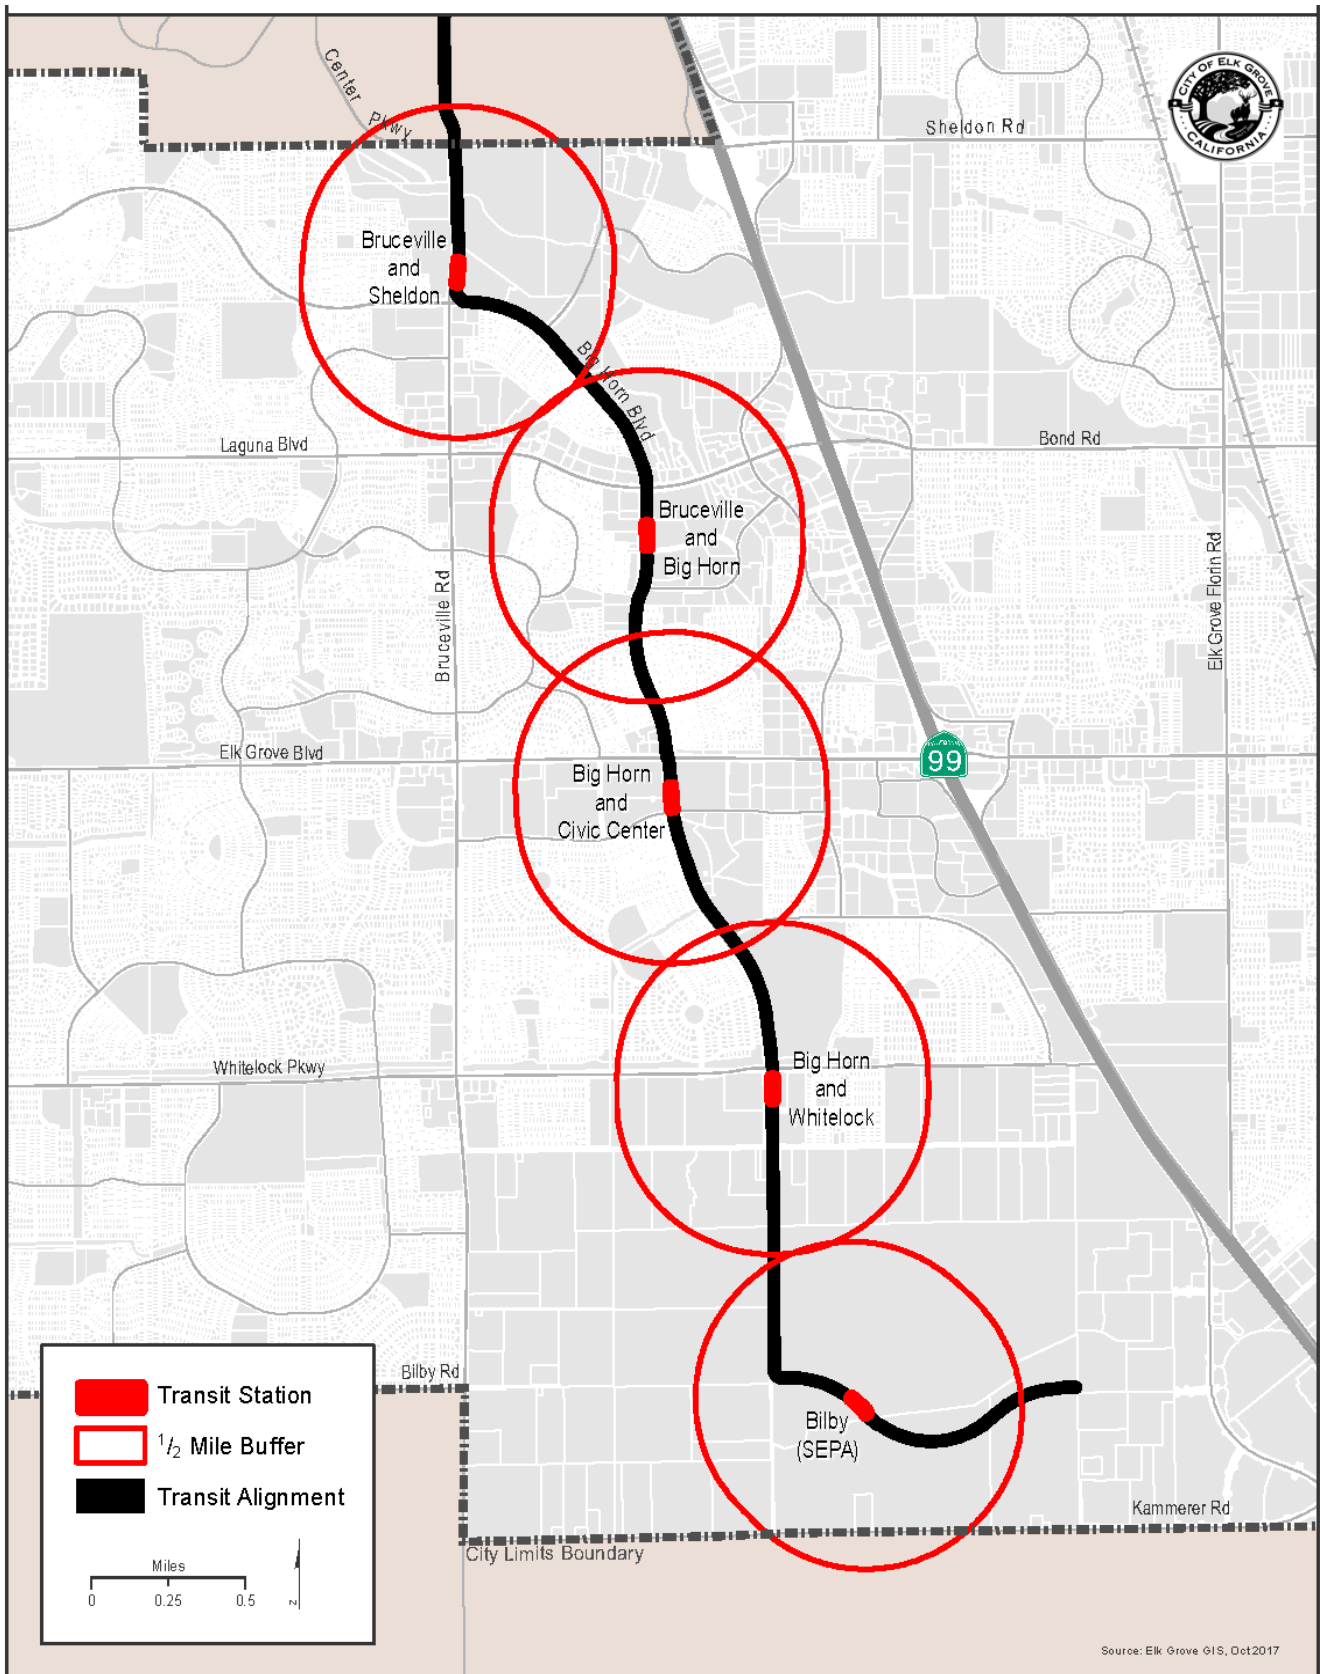 CITY OF ELK GROVE
CALIFORNIA
Center
Pkwy
Sheldon Rd
Bruceville
and
Sheldon
Big Horn Blvd
Laguna Blvd
Bond Rd
Bruceville
and
Big Horn
Bruceville Rd
Elk Grove Florin Rd
Elk Grove Blvd
99
Big Horn
and
Civic Center
Whitelock Pkwy
Big Horn
and
Whitelock
Bilby Rd
Bilby
(SEPA)
Kammerer Rd
City Limits Boundary
Transit Station
1/2 Mile Buffer
Transit Alignment
Miles
0 0.25 0.5
N
Source: Elk Grove GIS, Oct 2017